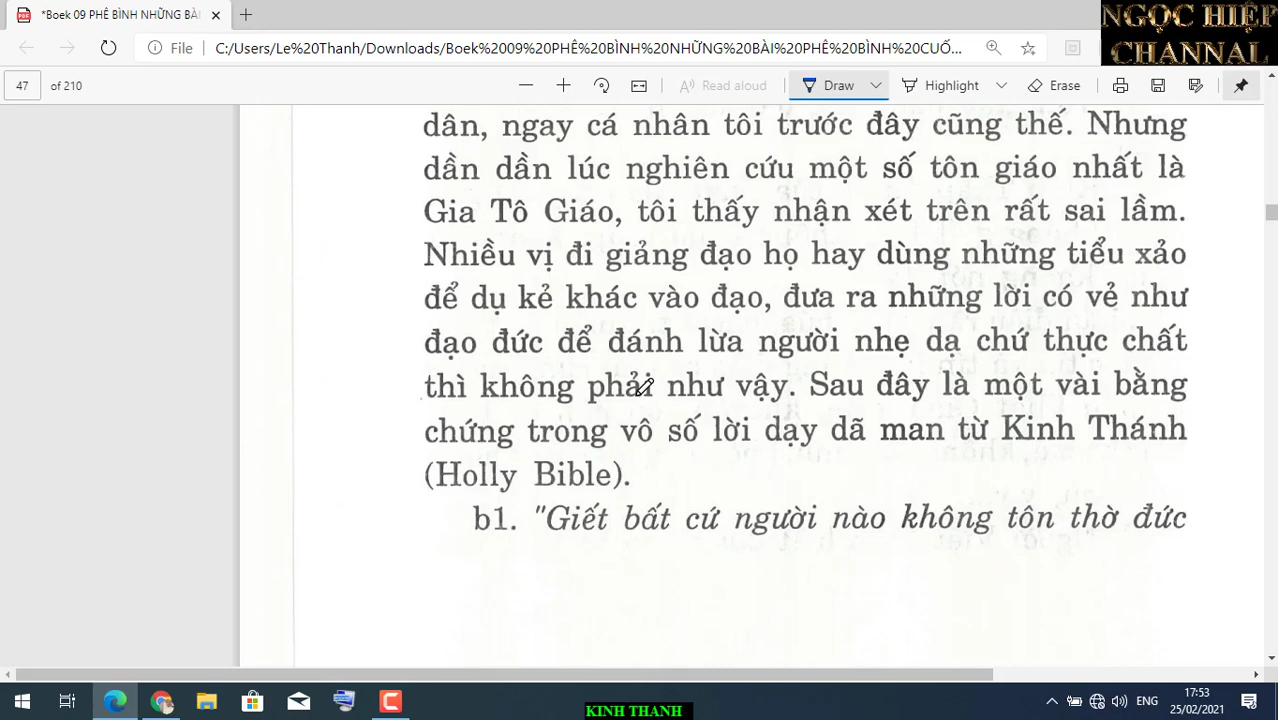 *Boek 09 PHÊ BÌNH NHỮNG BÀI
NGỌC HIỆP
CHANNAL
File
C:/Users/Le%20Thanh/Downloads/Boek%2009%20PHÊ%20BÌNH%20NHỮNG%20BÀI%20PHÊ%20BÌNH%20CUỐ...
47 of 210
Read aloud
Draw
Highlight
Erase
dân, ngay cá nhân tôi trước đây cũng thế. Nhưng
dần dần lúc nghiên cứu một số tôn giáo nhất là
Gia Tô Giáo, tôi thấy nhận xét trên rất sai lầm.
Nhiều vị đi giảng đạo họ hay dùng những tiểu xảo
để dụ kẻ khác vào đạo, đưa ra những lời có vẻ như
đạo đức để đánh lừa người nhẹ dạ chứ thực chất
thì không phải như vậy. Sau đây là một vài bằng
chứng trong vô số lời dạy dã man từ Kinh Thánh
(Holly Bible).
b1. "Giết bất cứ người nào không tôn thờ đức
ENG
17:53
25/02/2021
KINH THANH